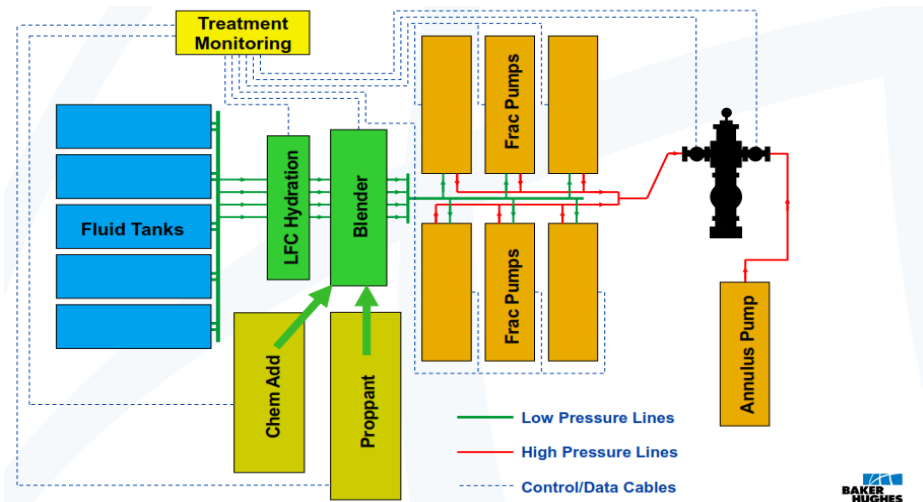 Treatment
Monitoring
Fluid Tanks
LFC Hydration
Blender
Frac Pumps
Frac Pumps
Chem Add
Proppant
Annulus Pump
Low Pressure Lines
High Pressure Lines
Control/Data Cables
BAKER
HUGHES